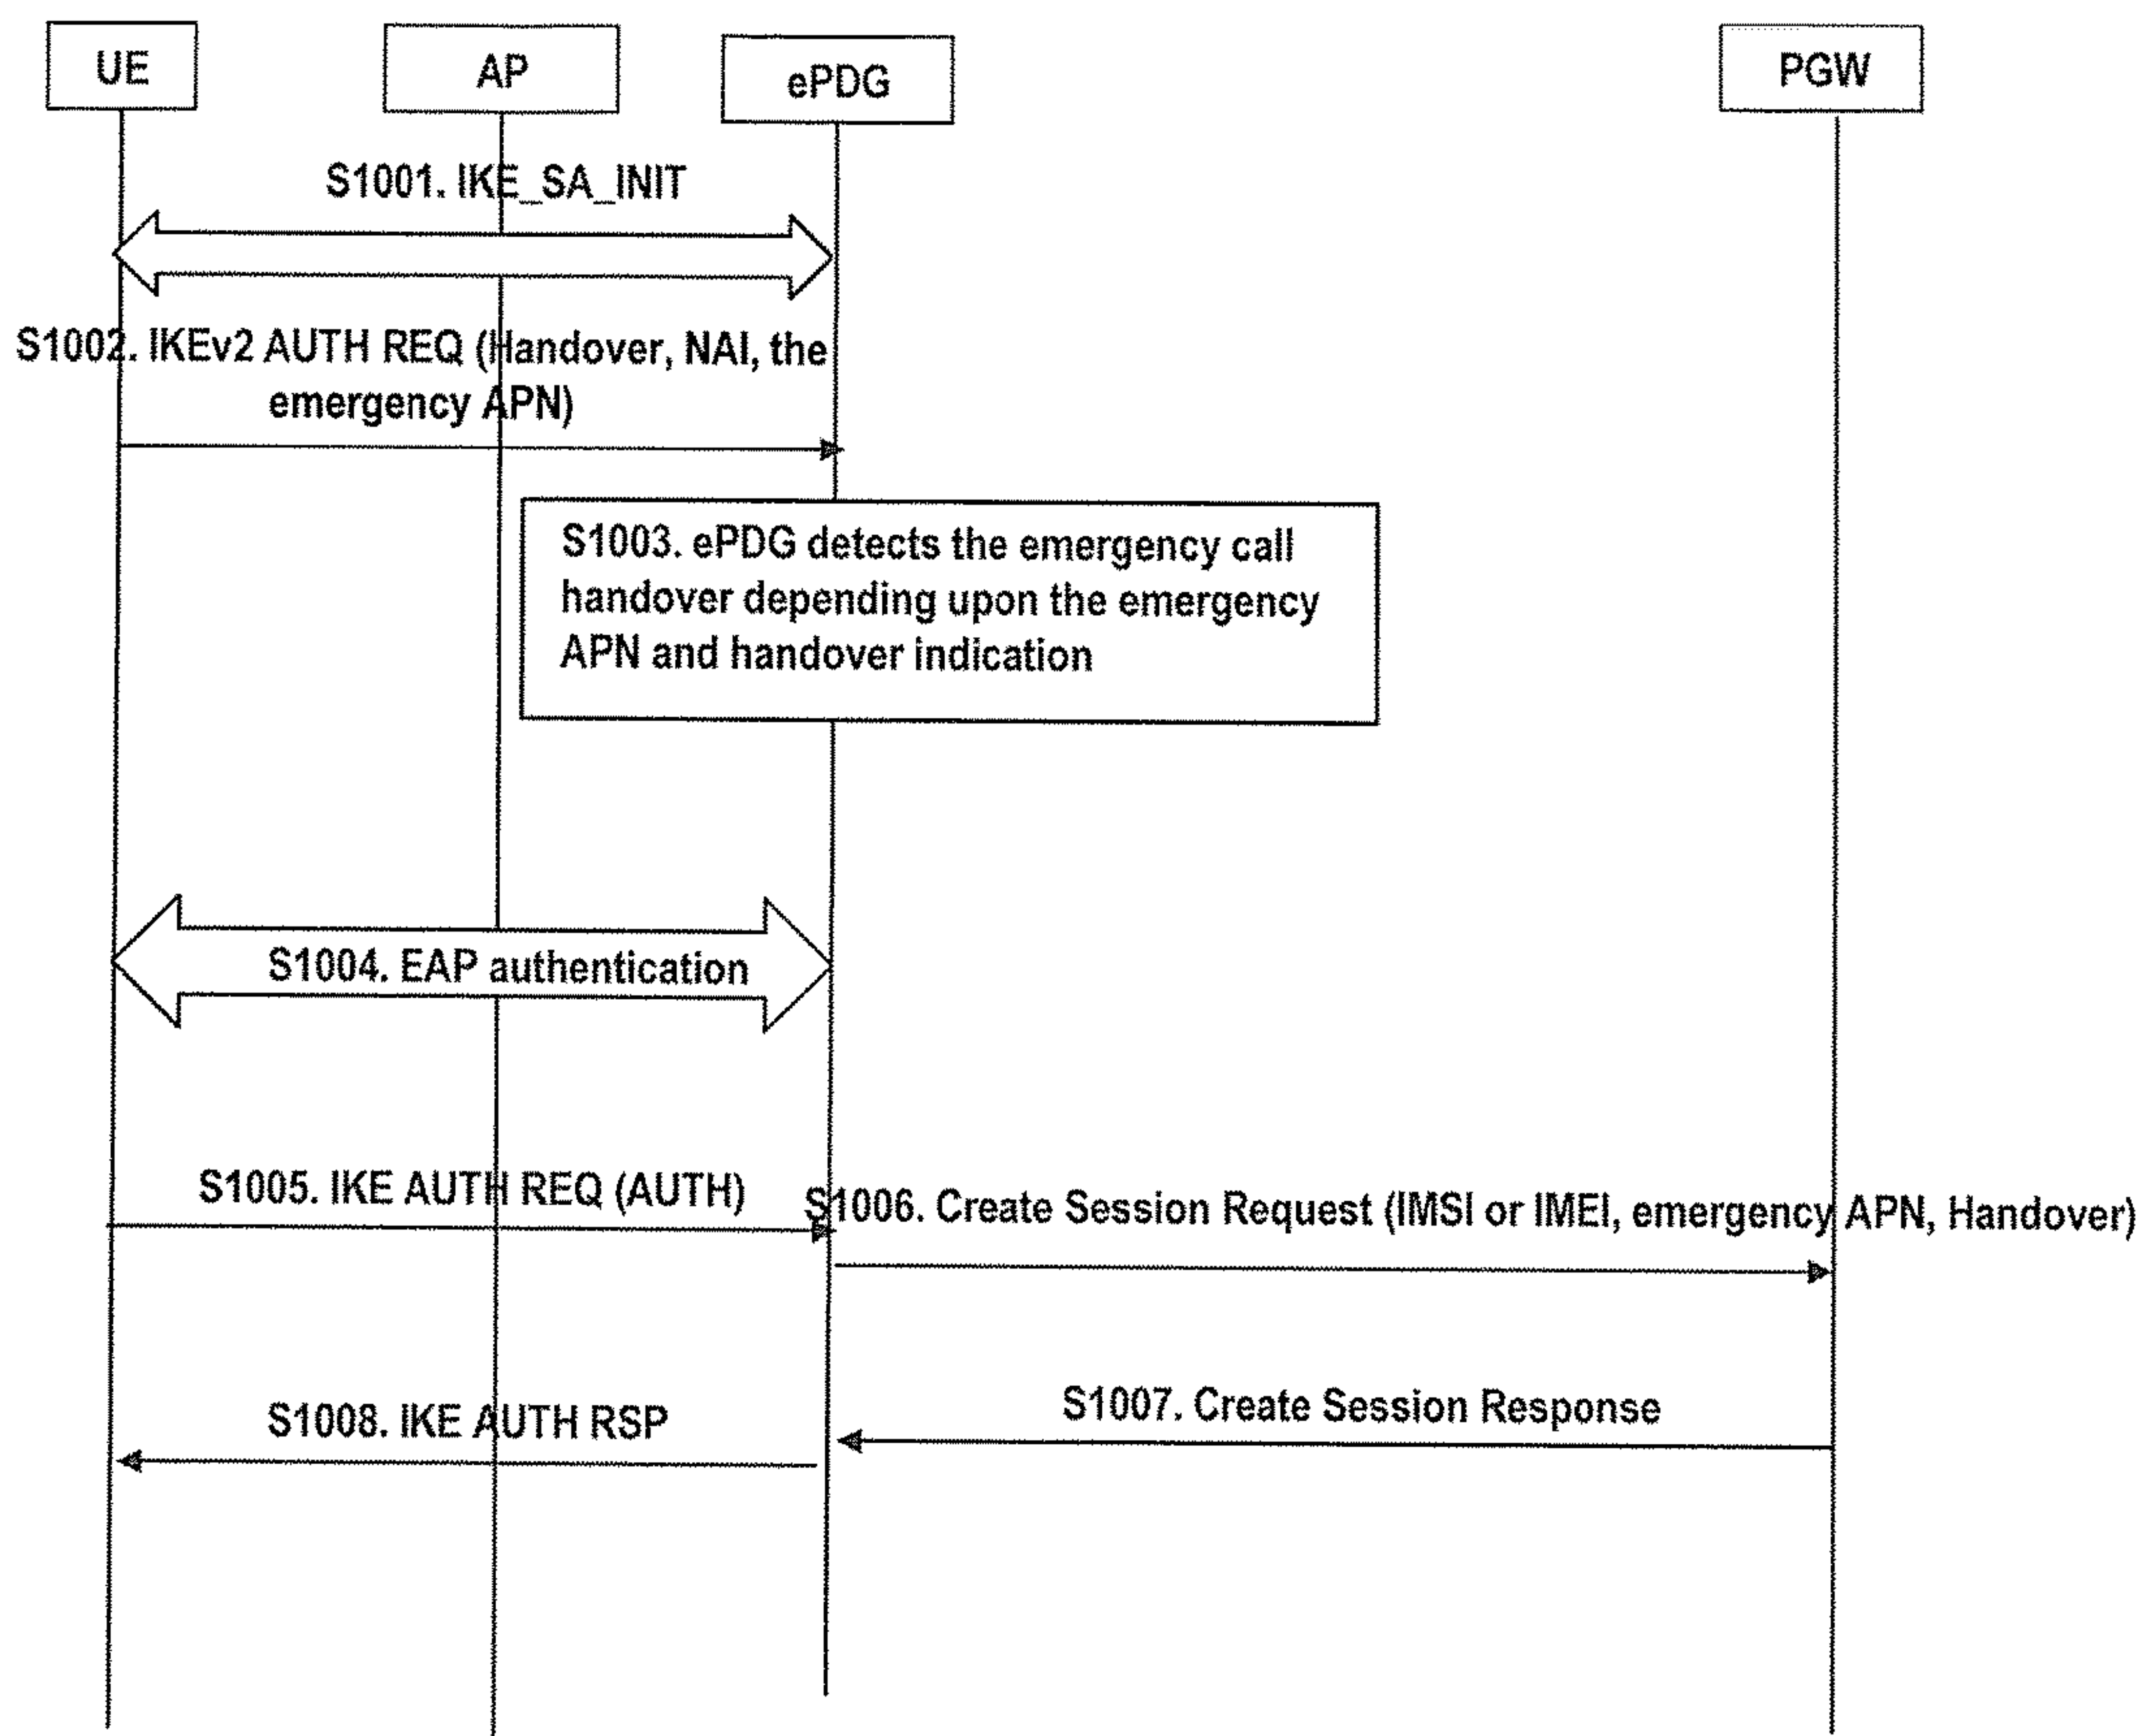 UE
AP
ePDG
PGW
S1001. IKE_SA_INIT
S1002. IKEv2 AUTH REQ (Handover, NAI, the
emergency APN)
S1003. ePDG detects the emergency call
handover depending upon the emergency
APN and handover indication
S1004. EAP authentication
S1005. IKE AUTH REQ (AUTH)
S1006. Create Session Request (IMSI or IMEI, emergency APN, Handover)
S1007. Create Session Response
S1008. IKE AUTH RSP